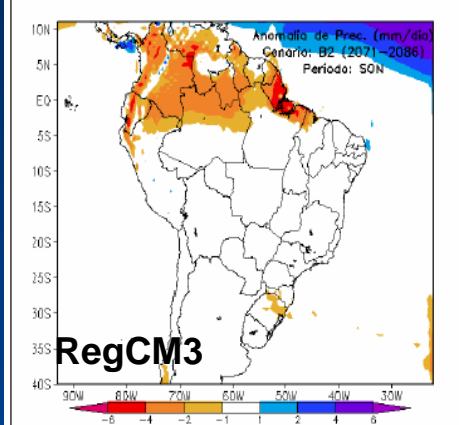 10N
Anomalia de Prec. (mm/dia)
Cenário: B2 (2071-2086)
Período: SON
5N
EQ
5S
10S
15S
20S
25S
30S
35S
RegCM3
40S
90W 80W 70W 60W 50W 40W 30W
-6 -4 -2 -1 1 2 4 6